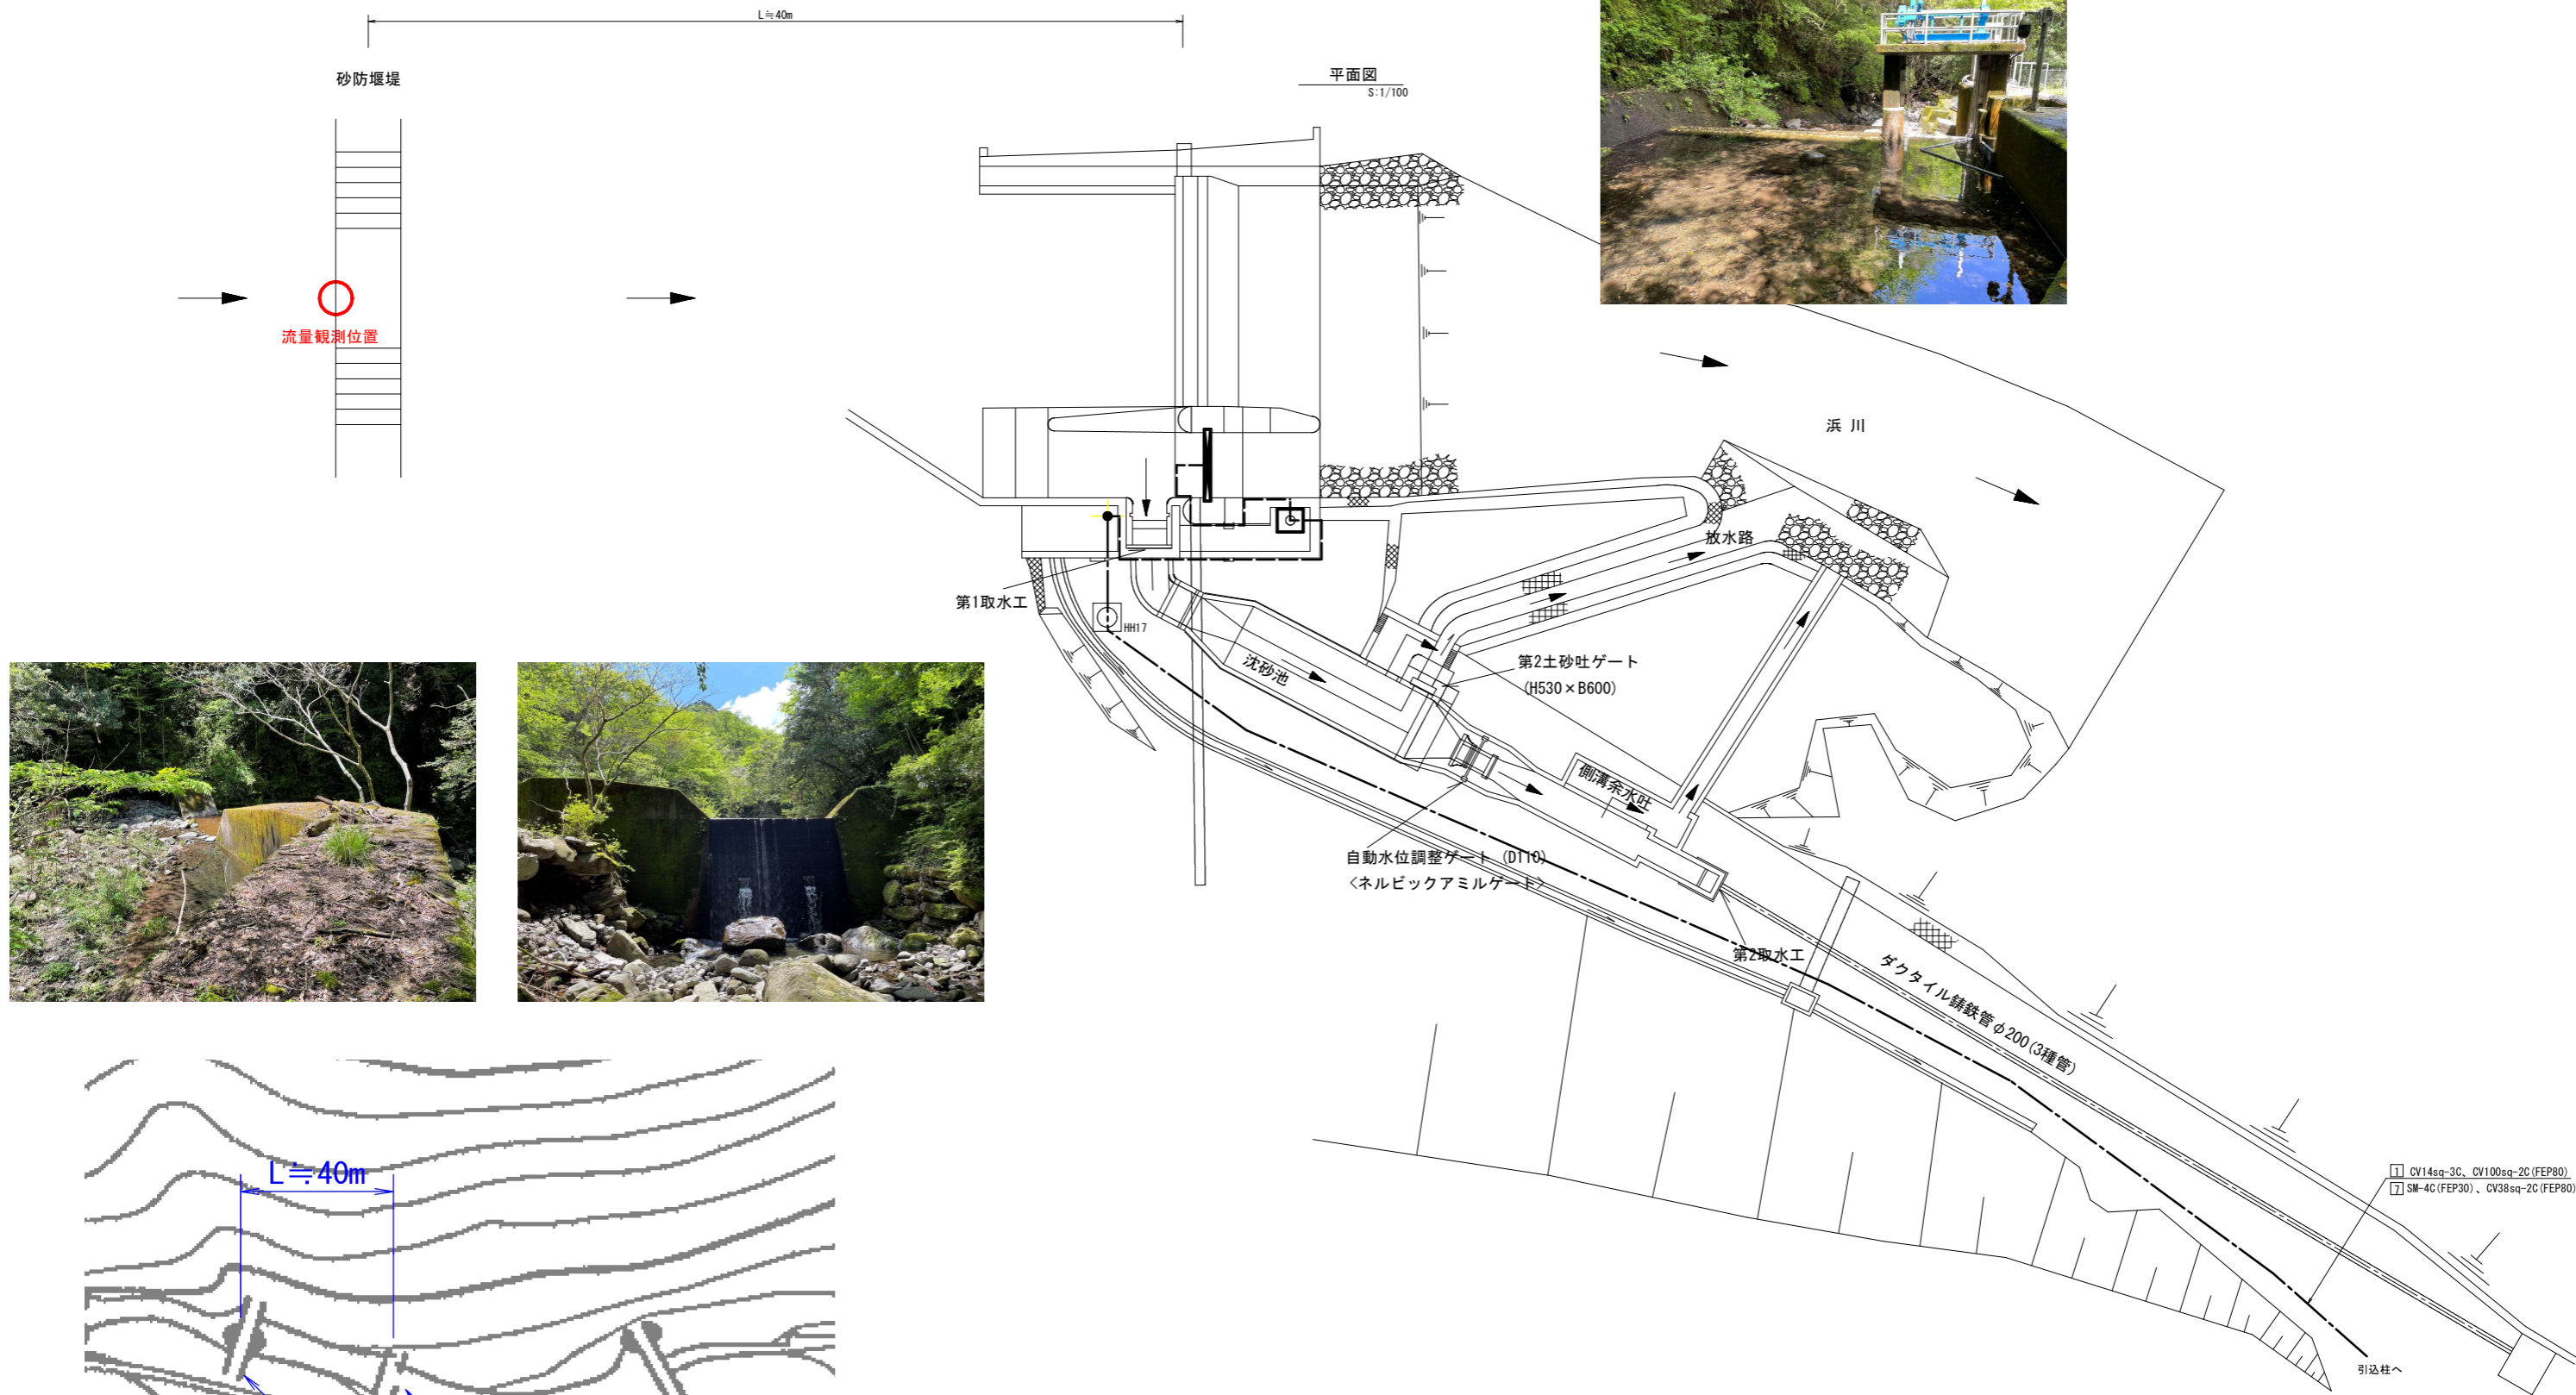 L≒40m
砂防堰堤
平面図
S:1/100
流量観測位置
浜 川
放水路
第1取水工
HH17
沈砂池
第2土砂吐ゲート
(H530×B600)
側溝余水吐
自動水位調整ゲート (D110)
<ネルピックアミルゲート>
第2取水工
ダクタイル鋳鉄管φ200(3種管)
L≒40m
1 CV14sq-3C、CV100sq-2C(FEP80)
7 SM-4C(FEP30)、CV38sq-2C(FEP80)
引込柱へ